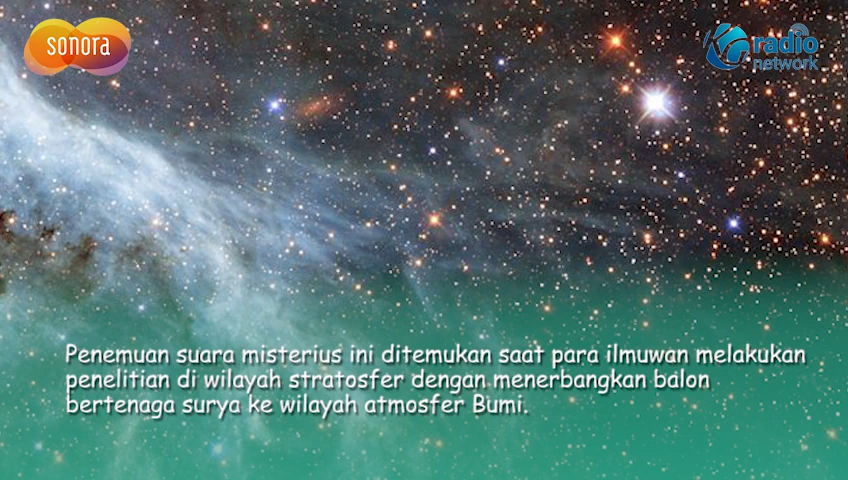 sonora
radio
network
Penemuan suara misterius ini ditemukan saat para ilmuwan melakukan
penelitian di wilayah stratosfer dengan menerbangkan balon
bertenaga surya ke wilayah atmosfer Bumi.